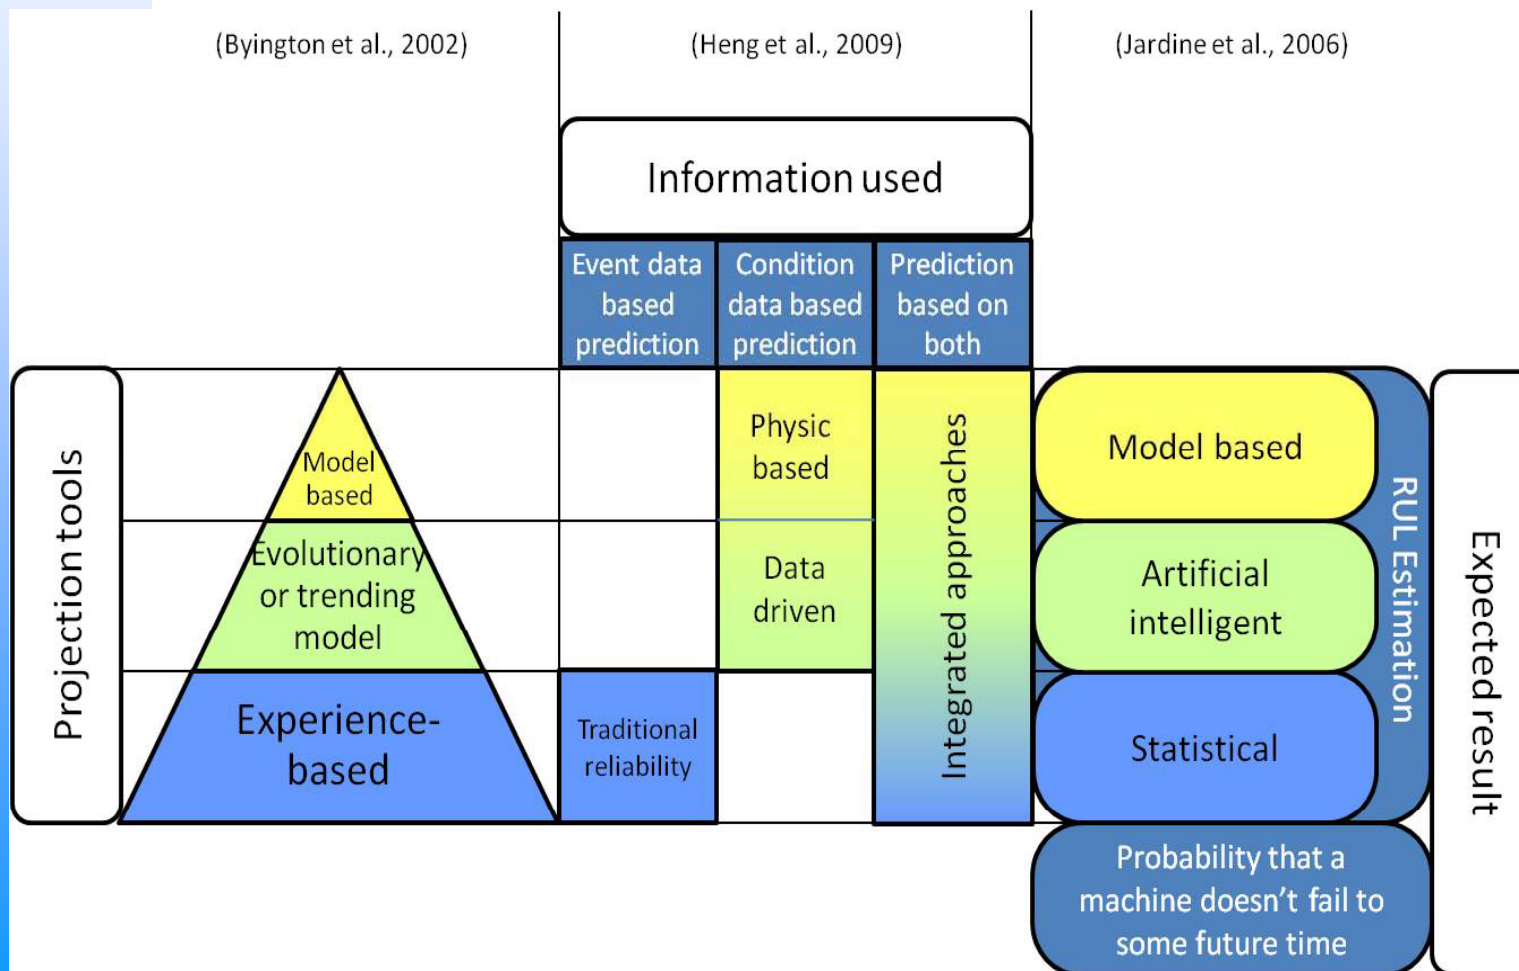 (Byington et al., 2002)
(Heng et al., 2009)
(Jardine et al., 2006)
Information used
Event data
based
prediction
Condition
data based
prediction
Prediction
based on
both
Projection tools
Model
based
Evolutionary
or trending
model
Experience-
based
Physic
based
Data
driven
Traditional
reliability
Integrated approaches
Model based
Artificial
intelligent
Statistical
RUL Estimation
Probability that a
machine doesn't fail to
some future time
Expected result